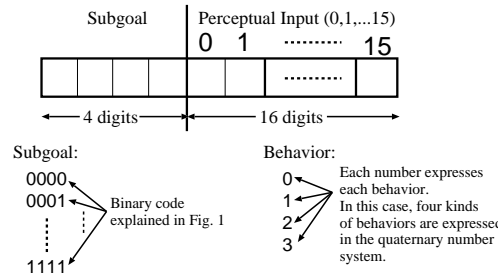 Subgoal
Perceptual Input (0,1,...15)
0 1 15
4 digits
16 digits
Subgoal:
0000
0001
1111
Binary code
explained in Fig. 1
Behavior:
0
1
2
3
Each number expresses
each behavior.
In this case, four kinds
of behaviors are expressed
in the quaternary number
system.